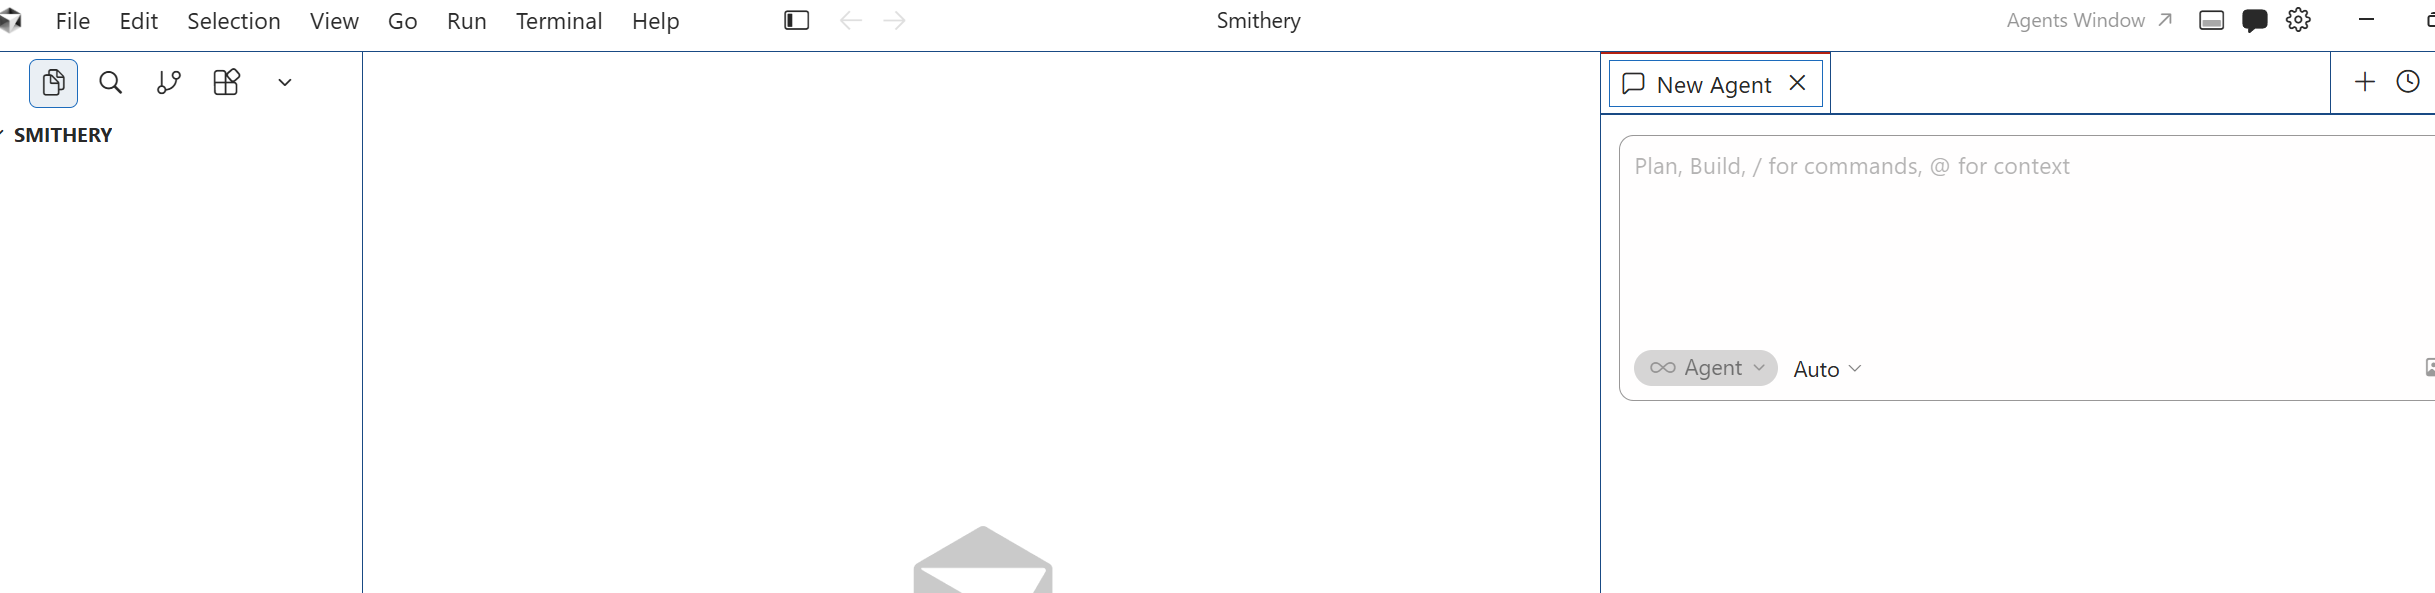 File Edit Selection View Go Run Terminal Help Smithery Agents Window
SMITHERY
New Agent
Plan, Build, / for commands, @ for context
Agent Auto